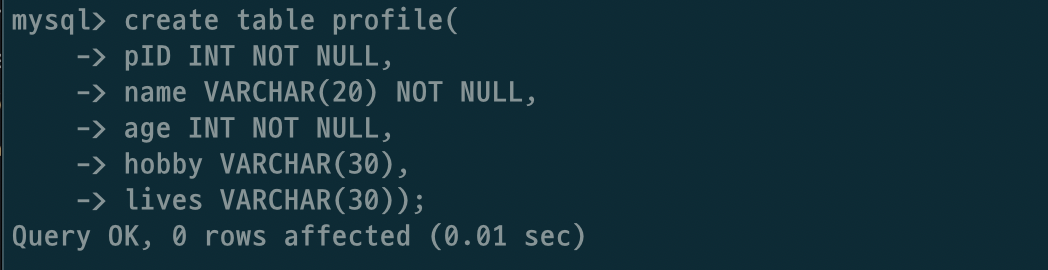 mysql> create table profile(
    -> pID INT NOT NULL,
    -> name VARCHAR(20) NOT NULL,
    -> age INT NOT NULL,
    -> hobby VARCHAR(30),
    -> lives VARCHAR(30));
Query OK, 0 rows affected (0.01 sec)